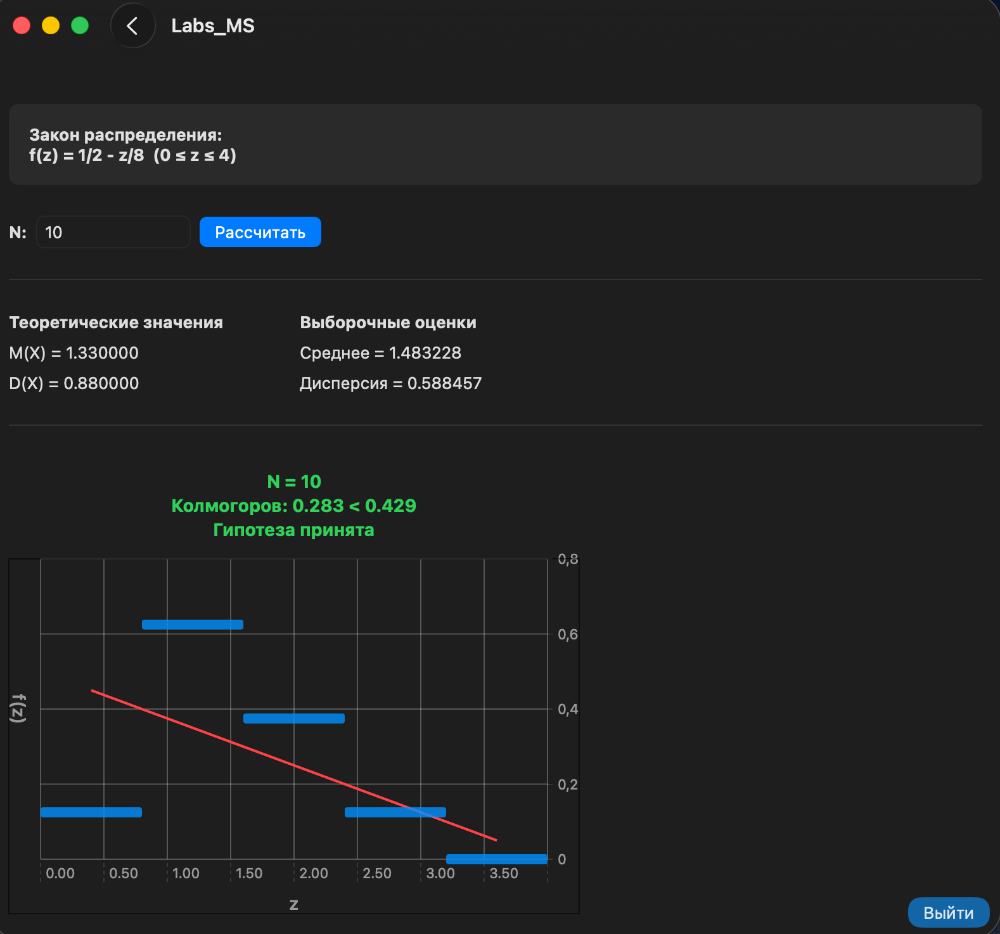 Labs_MS
Закон распределения:
f(z) = 1/2 - z/8 (0 ≤ z ≤ 4)
N: 10 Рассчитать
Теоретические значения
M(X) = 1.330000
D(X) = 0.880000
Выборочные оценки
Среднее = 1.483228
Дисперсия = 0.588457
N = 10
Колмогоров: 0.283 < 0.429
Гипотеза принята
f(z)
0,8
0,6
0,4
0,2
0
0.00 0.50 1.00 1.50 2.00 2.50 3.00 3.50
z
Выйти